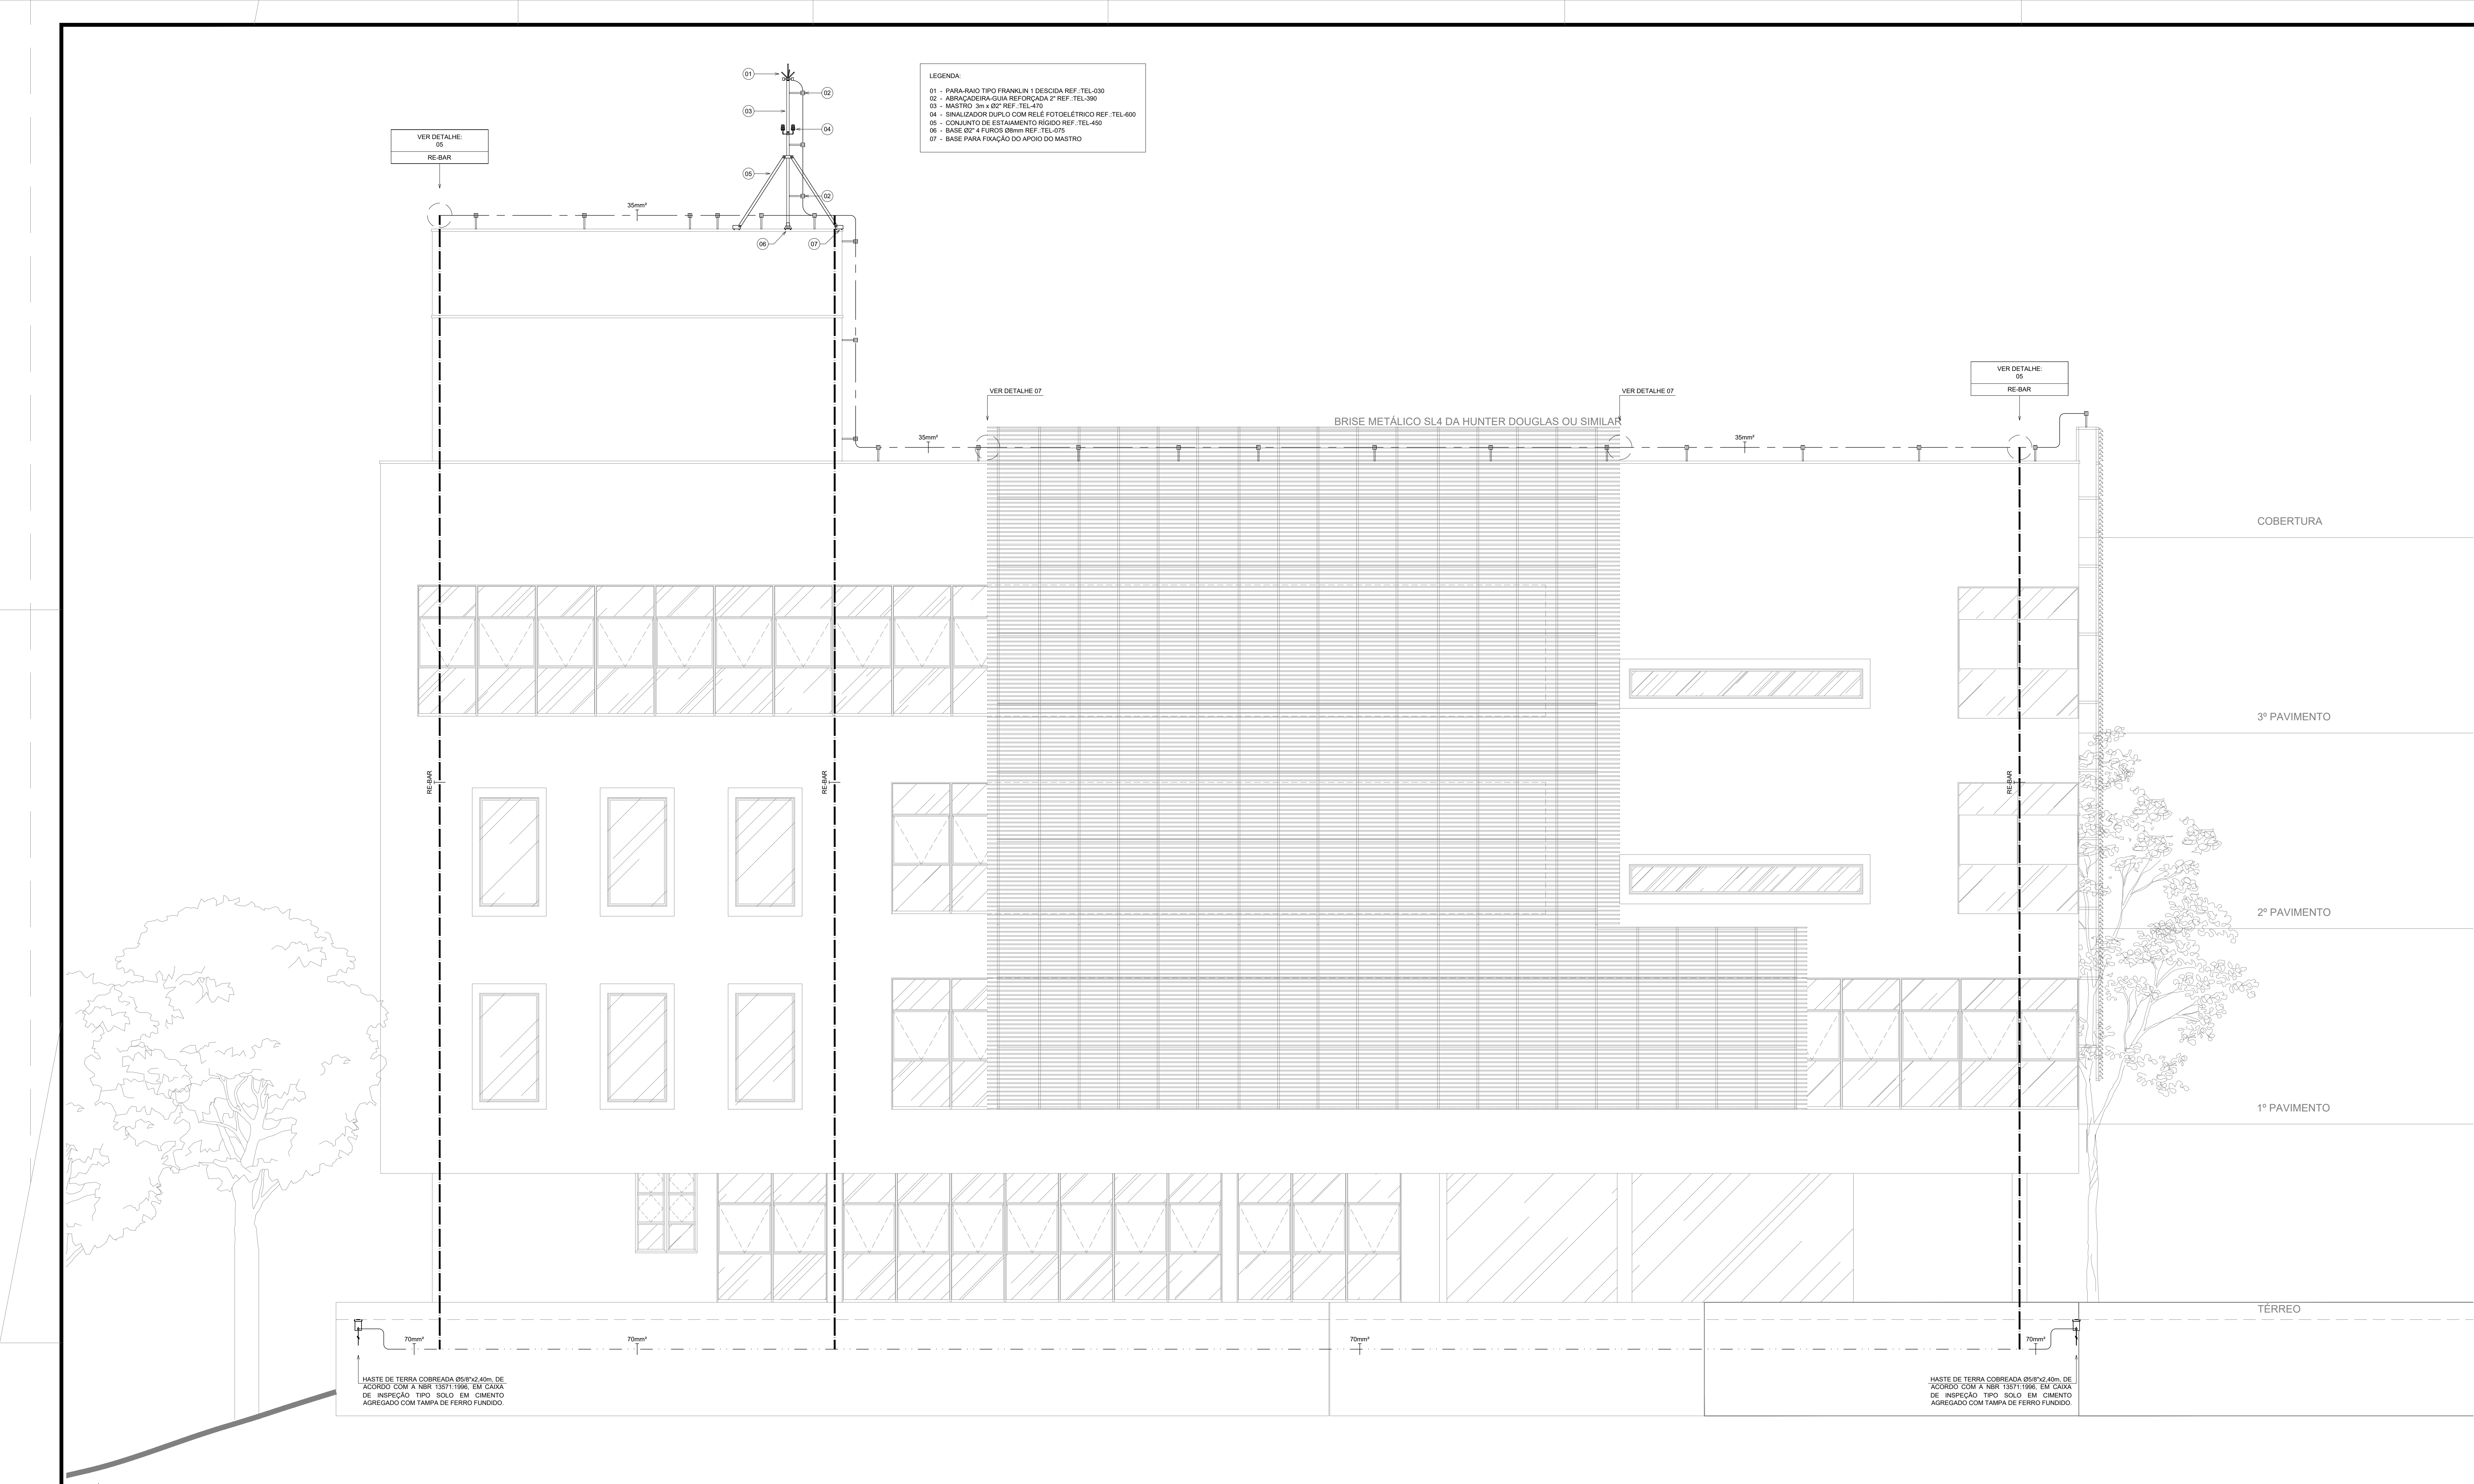 01
02
03
04
05
02
06
07
LEGENDA:
01 - PARA-RAIO TIPO FRANKLIN 1 DESCIDA REF.:TEL-030
02 - ABRAÇADEIRA-GUIA REFORÇADA 2" REF.:TEL-390
03 - MASTRO 3m x Ø2" REF.:TEL-470
04 - SINALIZADOR DUPLO COM RELÉ FOTOELÉTRICO REF.:TEL-600
05 - CONJUNTO DE ESTAIAMENTO RÍGIDO REF.:TEL-450
06 - BASE Ø2" 4 FUROS Ø8mm REF.:TEL-075
07 - BASE PARA FIXAÇÃO DO APOIO DO MASTRO
VER DETALHE:
05
RE-BAR
35mm²
VER DETALHE:
05
RE-BAR
VER DETALHE 07
VER DETALHE 07
BRISE METÁLICO SL4 DA HUNTER DOUGLAS OU SIMILAR
35mm²
35mm²
COBERTURA
3º PAVIMENTO
RE-BAR
RE-BAR
RE-BAR
2º PAVIMENTO
1º PAVIMENTO
TÉRREO
70mm²
70mm²
70mm²
70mm²
HASTE DE TERRA COBREADA Ø5/8"x2,40m, DE
ACORDO COM A NBR 13571:1996, EM CAIXA
DE INSPEÇÃO TIPO SOLO EM CIMENTO
AGREGADO COM TAMPA DE FERRO FUNDIDO.
HASTE DE TERRA COBREADA Ø5/8"x2,40m, DE
ACORDO COM A NBR 13571:1996, EM CAIXA
DE INSPEÇÃO TIPO SOLO EM CIMENTO
AGREGADO COM TAMPA DE FERRO FUNDIDO.